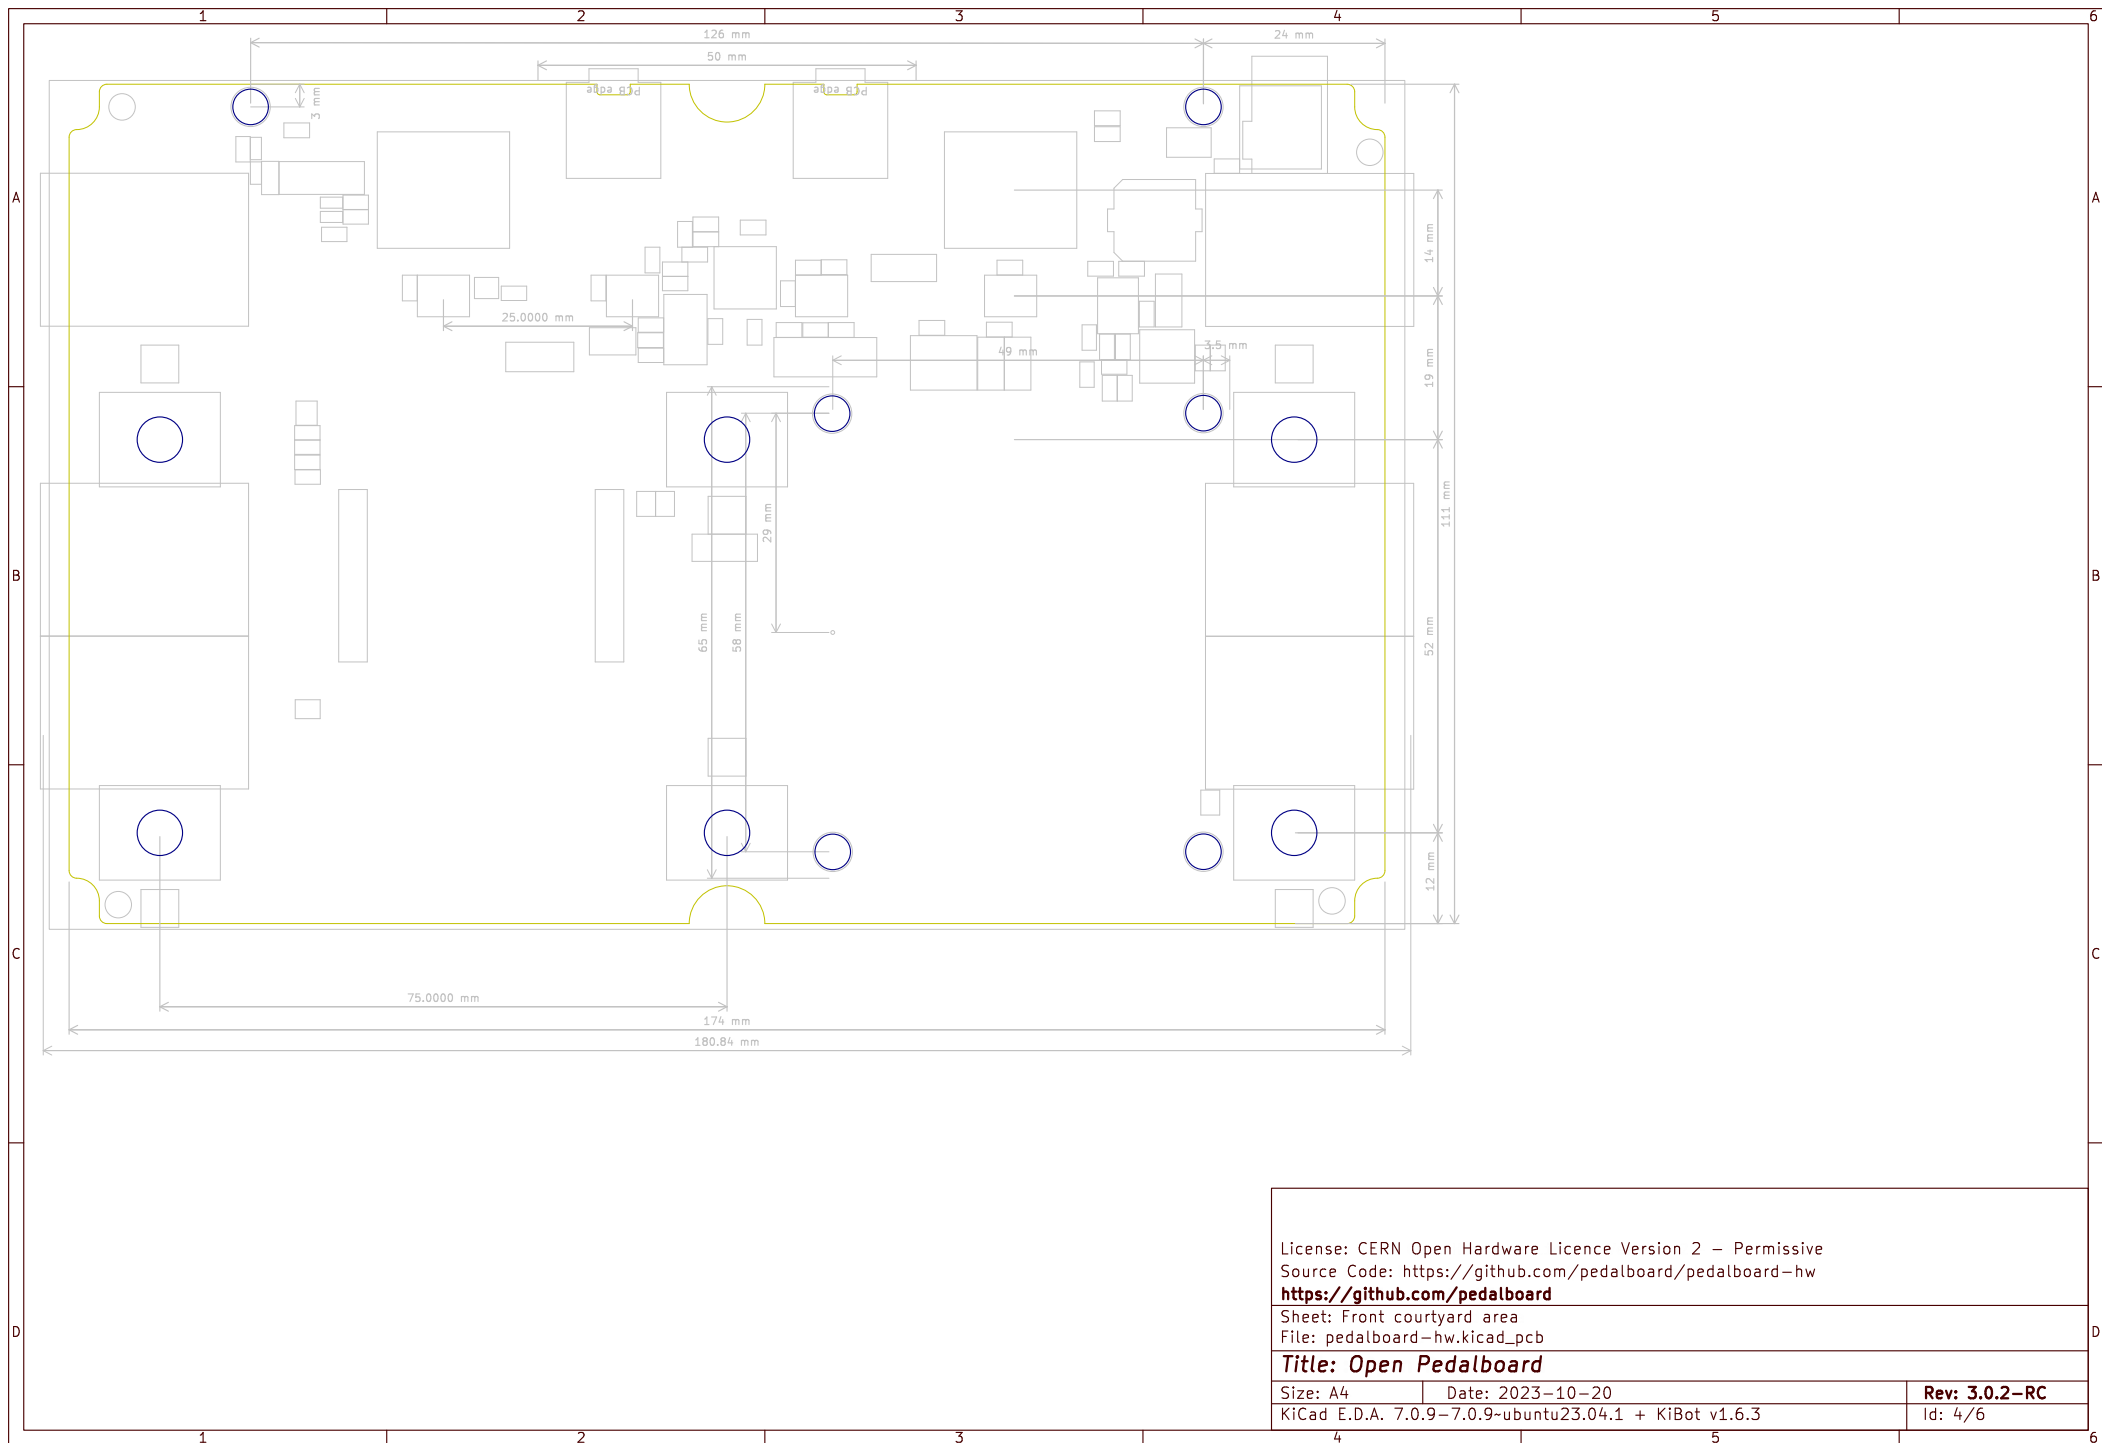 1 2 3 4 5 6
126 mm
24 mm
50 mm
PCB edge
PCB edge
3 mm
A
A
14 mm
25.0000 mm
3.5 mm
49 mm
19 mm
111 mm
29 mm
B
B
65 mm
58 mm
52 mm
12 mm
C
C
75.0000 mm
174 mm
180.84 mm
License: CERN Open Hardware Licence Version 2 - Permissive
Source Code: https://github.com/pedalboard/pedalboard-hw
https://github.com/pedalboard
Sheet: Front courtyard area
File: pedalboard-hw.kicad_pcb
D
D
Title: Open Pedalboard
Size: A4 Date: 2023-10-20 Rev: 3.0.2-RC
KiCad E.D.A. 7.0.9-7.0.9~ubuntu23.04.1 + KiBot v1.6.3 Id: 4/6
1 2 3 4 5 6